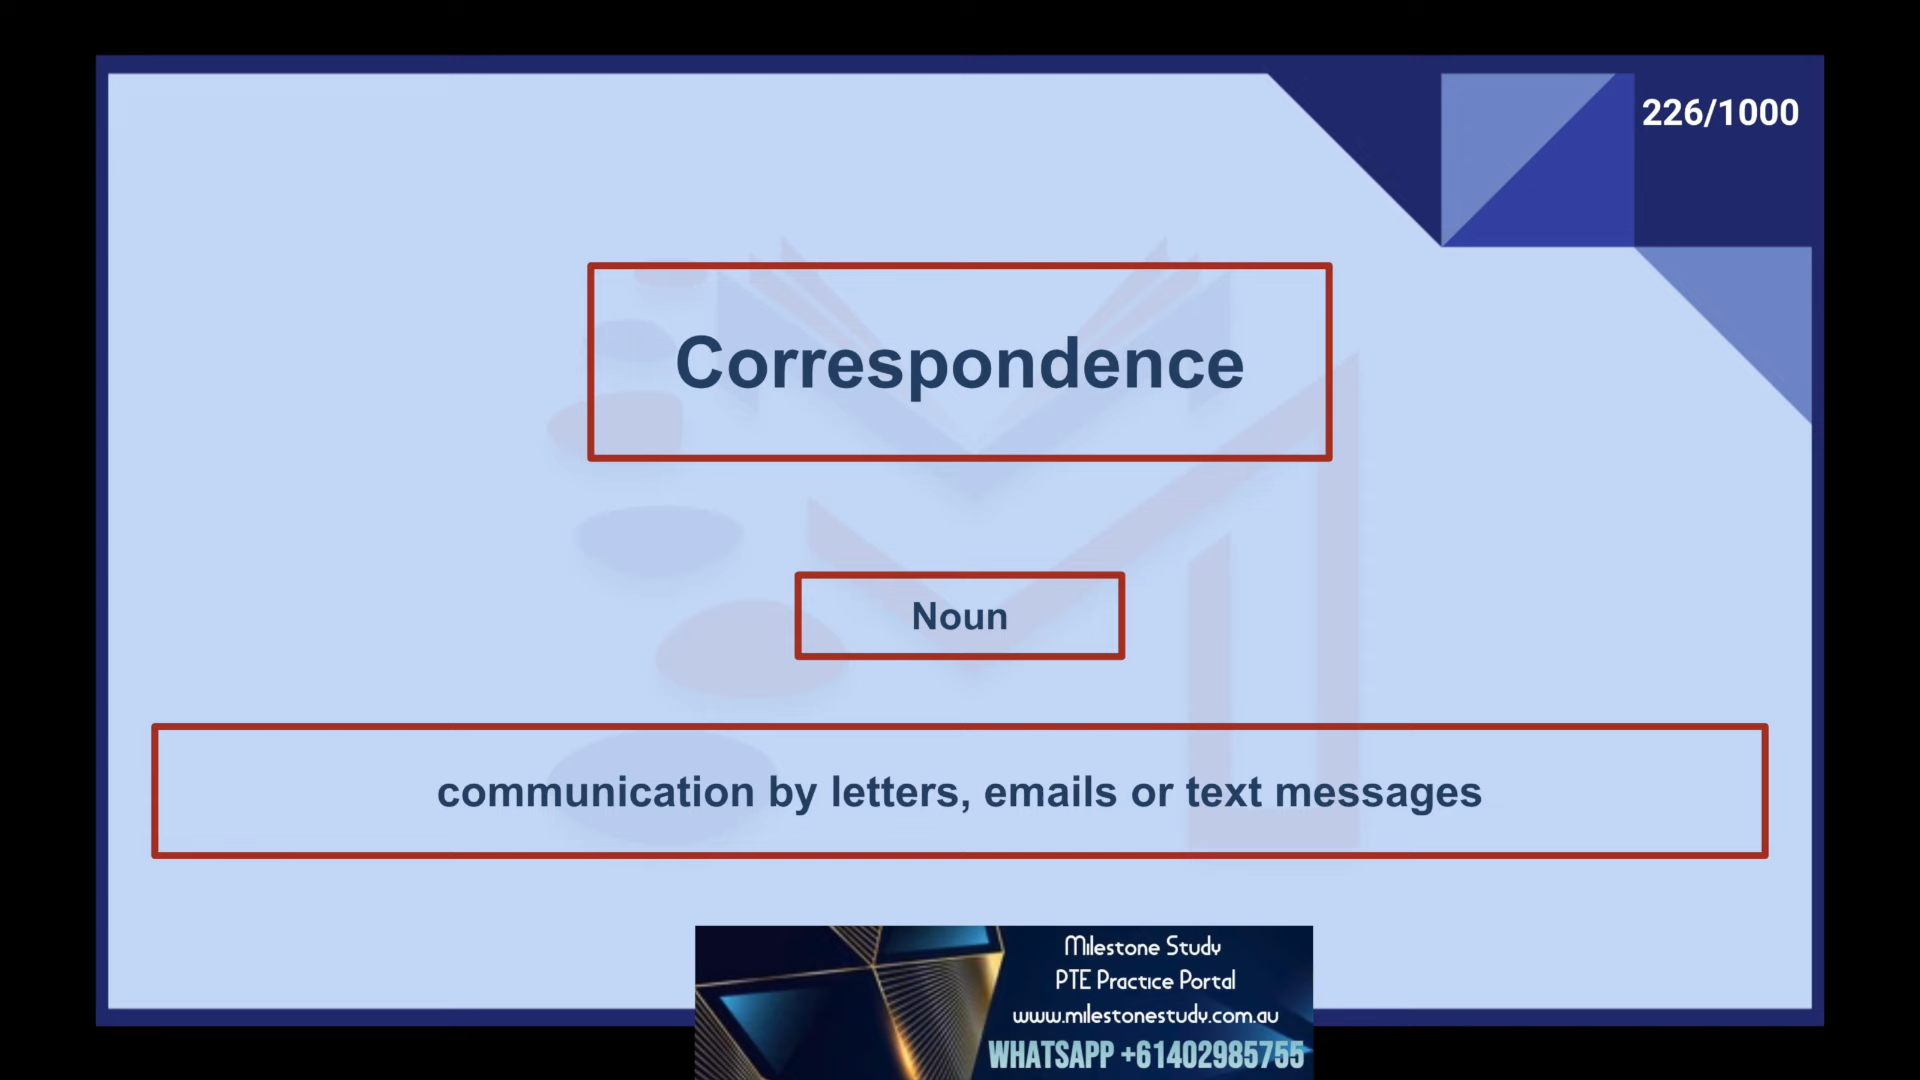 226/1000
Correspondence
Noun
communication by letters, emails or text messages
Milestone Study
PTE Practice Portal
www.milestonestudy.com.au
WHATSAPP +61402985755